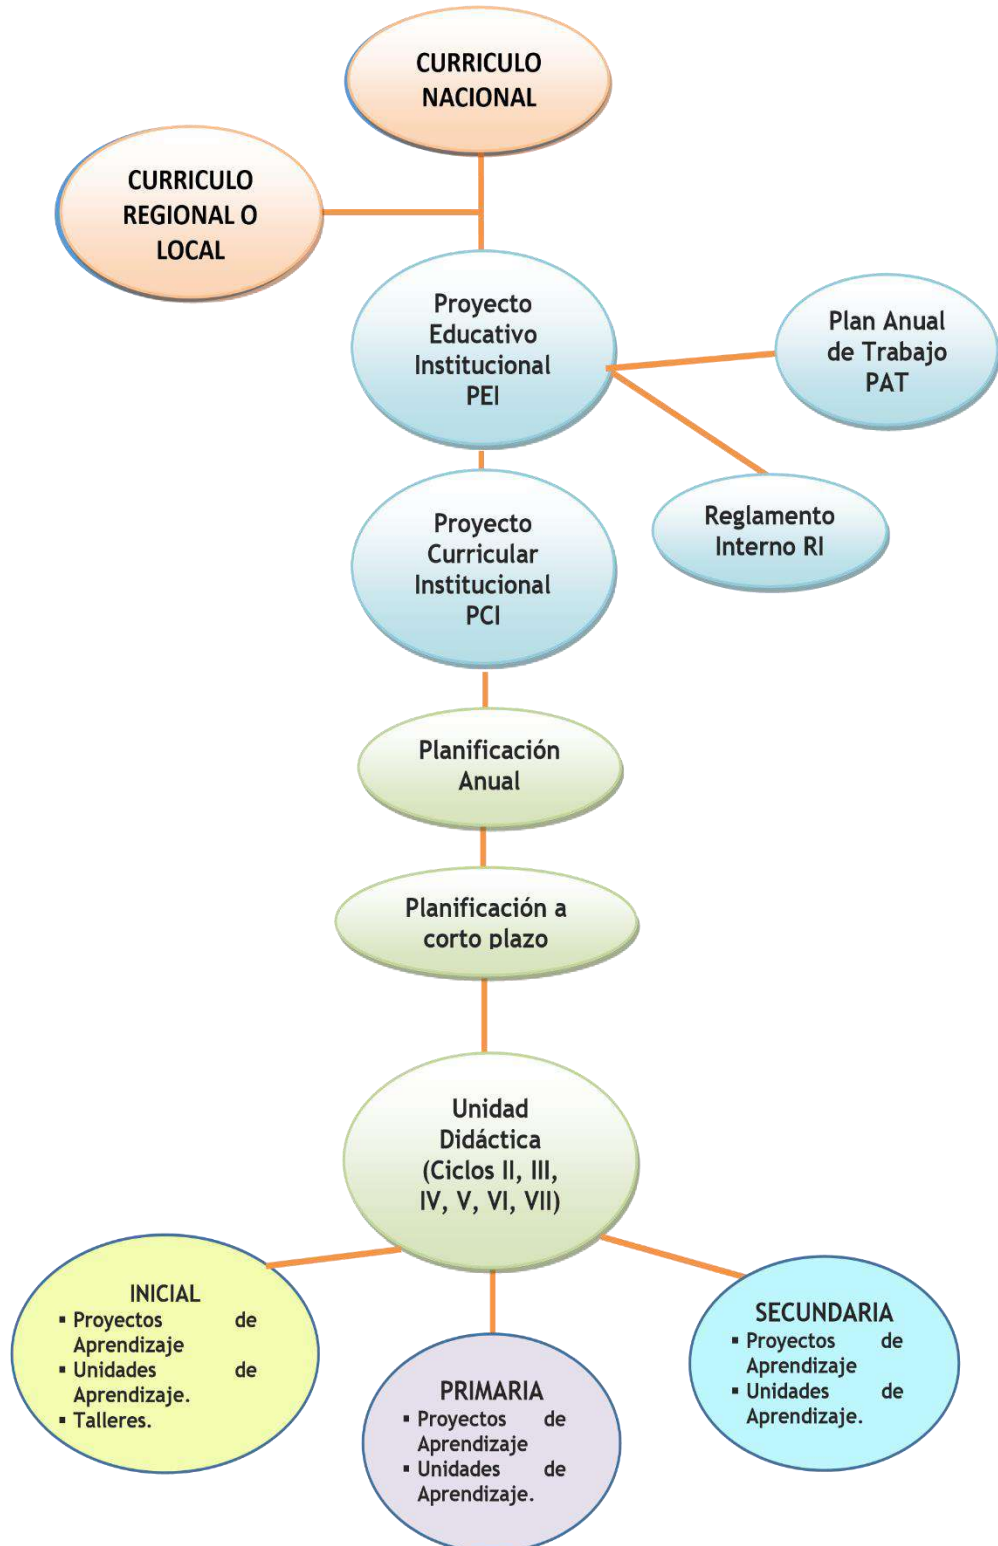 CURRICULO
NACIONAL
CURRICULO
REGIONAL O
LOCAL
Proyecto
Educativo
Institucional
PEI
Plan Anual
de Trabajo
PAT
Reglamento
Interno RI
Proyecto
Curricular
Institucional
PCI
Planificación
Anual
Planificación a
corto plazo
Unidad
Didáctica
(Ciclos II, III,
IV, V, VI, VII)
INICIAL
▪ Proyectos de
Aprendizaje
▪ Unidades de
Aprendizaje.
▪ Talleres.
PRIMARIA
▪ Proyectos de
Aprendizaje
▪ Unidades de
Aprendizaje.
SECUNDARIA
▪ Proyectos de
Aprendizaje
▪ Unidades de
Aprendizaje.